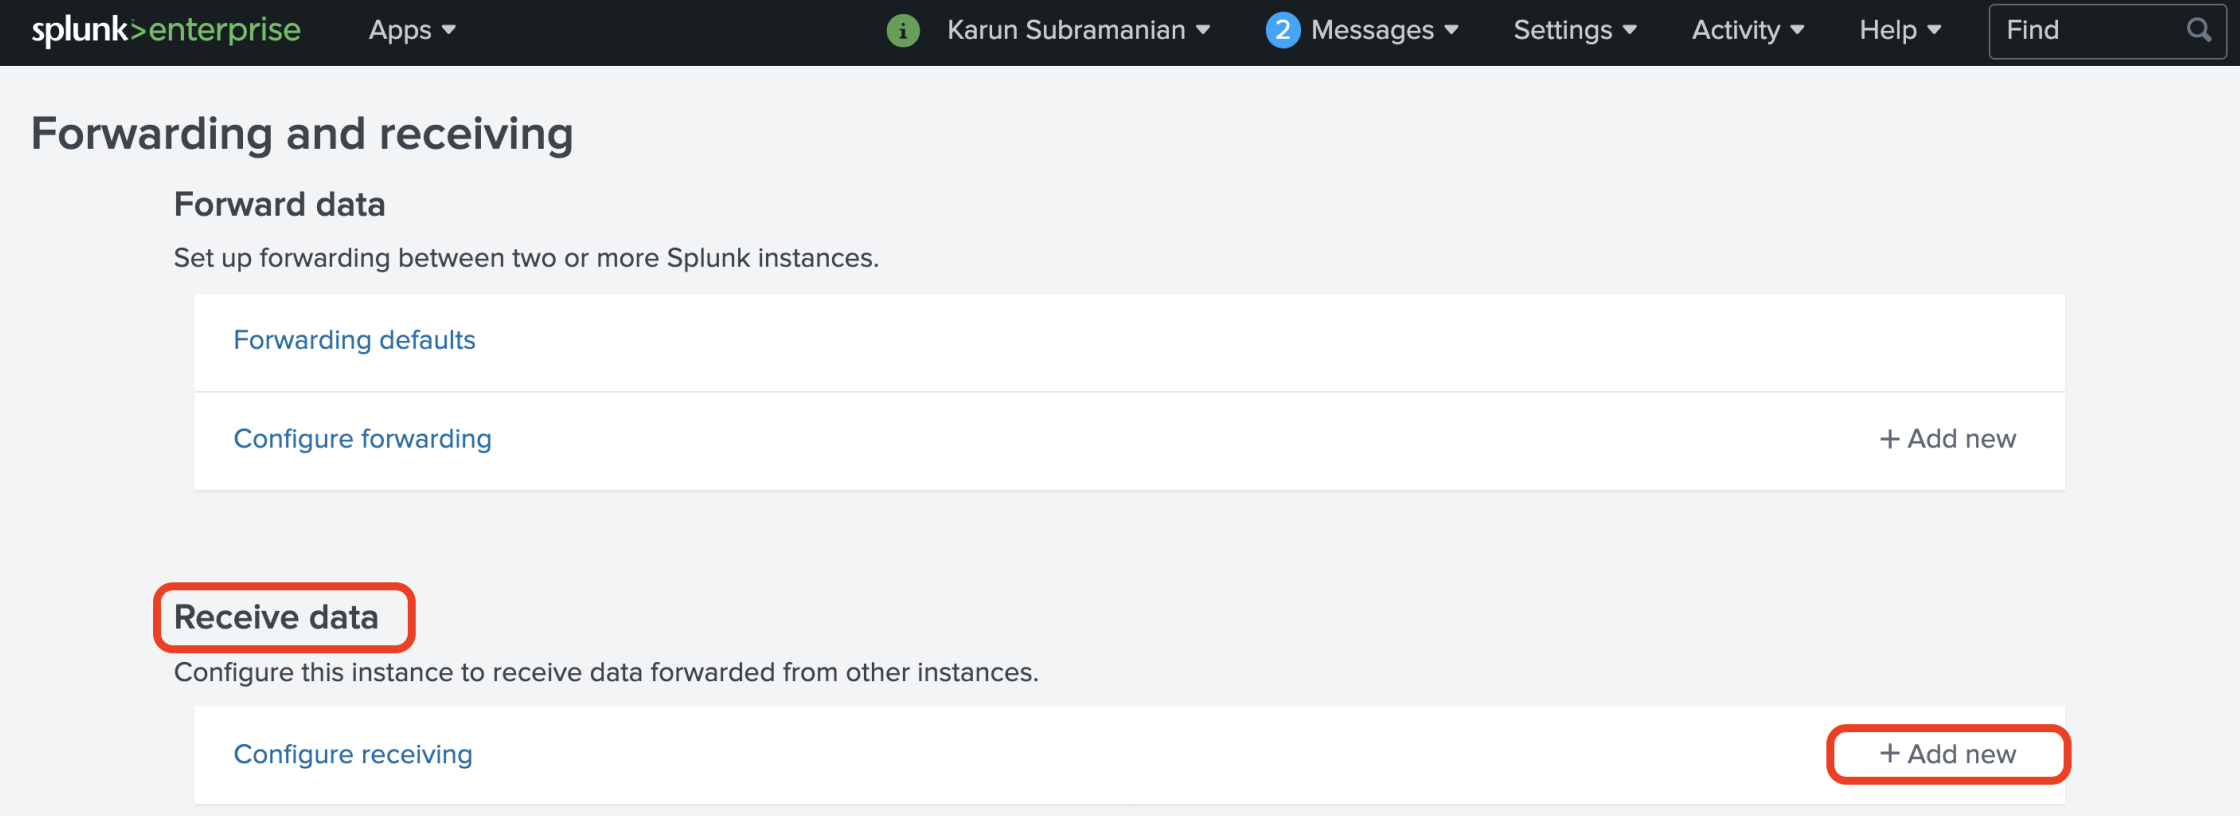 splunk>enterprise Apps i Karun Subramanian 2 Messages Settings Activity Help Find
Forwarding and receiving
Forward data
Set up forwarding between two or more Splunk instances.
Forwarding defaults
Configure forwarding + Add new
Receive data
Configure this instance to receive data forwarded from other instances.
Configure receiving + Add new